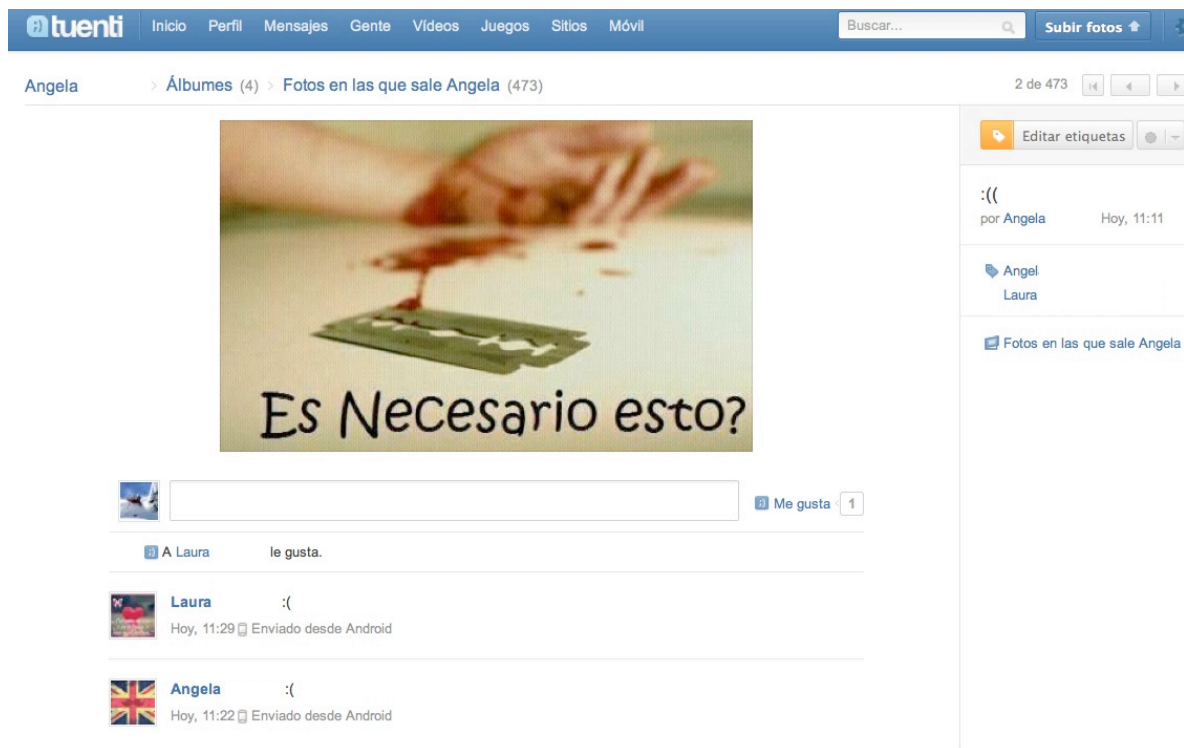 tuenti Inicio Perfil Mensajes Gente Vídeos Juegos Sitios Móvil Buscar... Subir fotos
Angela > Álbumes (4) > Fotos en las que sale Angela (473) 2 de 473
Editar etiquetas
:((
por Angela Hoy, 11:11
Angel
Laura
Fotos en las que sale Angela
Es Necesario esto?
Me gusta 1
A Laura le gusta.
Laura :(
Hoy, 11:29 Enviado desde Android
Angela :(
Hoy, 11:22 Enviado desde Android